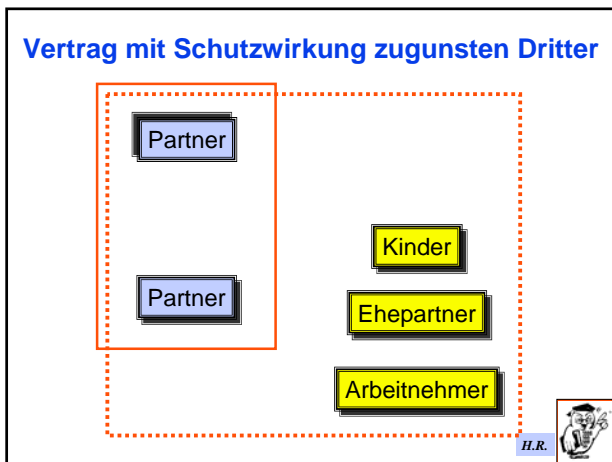 Vertrag mit Schutzwirkung zugunsten Dritter
Partner
Kinder
Partner
Ehepartner
Arbeitnehmer
H.R.